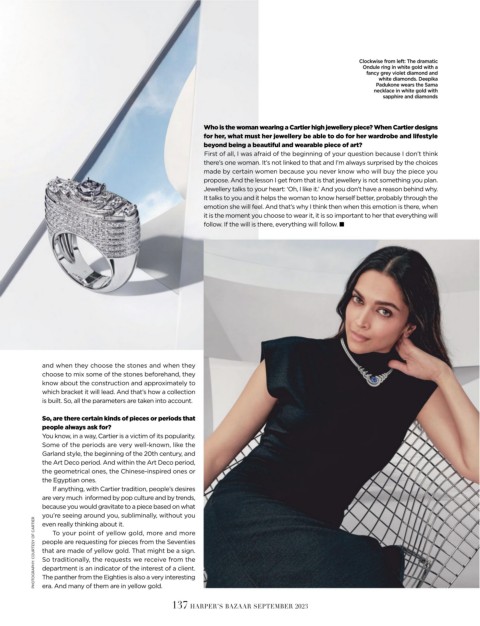 Clockwise from left: The dramatic
Ondule ring in white gold with a
fancy grey violet diamond and
white diamonds. Deepika
Padukone wears the Sama
necklace in white gold with
sapphire and diamonds
Who is the woman wearing a Cartier high jewellery piece? When Cartier designs
for her, what must her jewellery be able to do for her wardrobe and lifestyle
beyond being a beautiful and wearable piece of art?
First of all, I was afraid of the beginning of your question because I don't think
there's one woman. It's not linked to that and I'm always surprised by the choices
made by certain women because you never know who will buy the piece you
propose. And the lesson I get from that is that jewellery is not something you plan.
Jewellery talks to your heart: 'Oh, I like it.' And you don't have a reason behind why.
It talks to you and it helps the woman to know herself better, probably through the
emotion she will feel. And that's why I think then when this emotion is there, when
it is the moment you choose to wear it, it is so important to her that everything will
follow. If the will is there, everything will follow. ■
and when they choose the stones and when they
choose to mix some of the stones beforehand, they
know about the construction and approximately to
which bracket it will lead. And that's how a collection
is built. So, all the parameters are taken into account.
So, are there certain kinds of pieces or periods that
people always ask for?
You know, in a way, Cartier is a victim of its popularity.
Some of the periods are very well-known, like the
Garland style, the beginning of the 20th century, and
the Art Deco period. And within the Art Deco period,
the geometrical ones, the Chinese-inspired ones or
the Egyptian ones.
If anything, with Cartier tradition, people's desires
are very much informed by pop culture and by trends,
because you would gravitate to a piece based on what
you're seeing around you, subliminally, without you
even really thinking about it.
To your point of yellow gold, more and more
people are requesting for pieces from the Seventies
that are made of yellow gold. That might be a sign.
So traditionally, the requests we receive from the
department is an indicator of the interest of a client.
The panther from the Eighties is also a very interesting
era. And many of them are in yellow gold.
PHOTOGRAPHY: COURTESY OF CARTIER
137 HARPER'S BAZAAR SEPTEMBER 2023